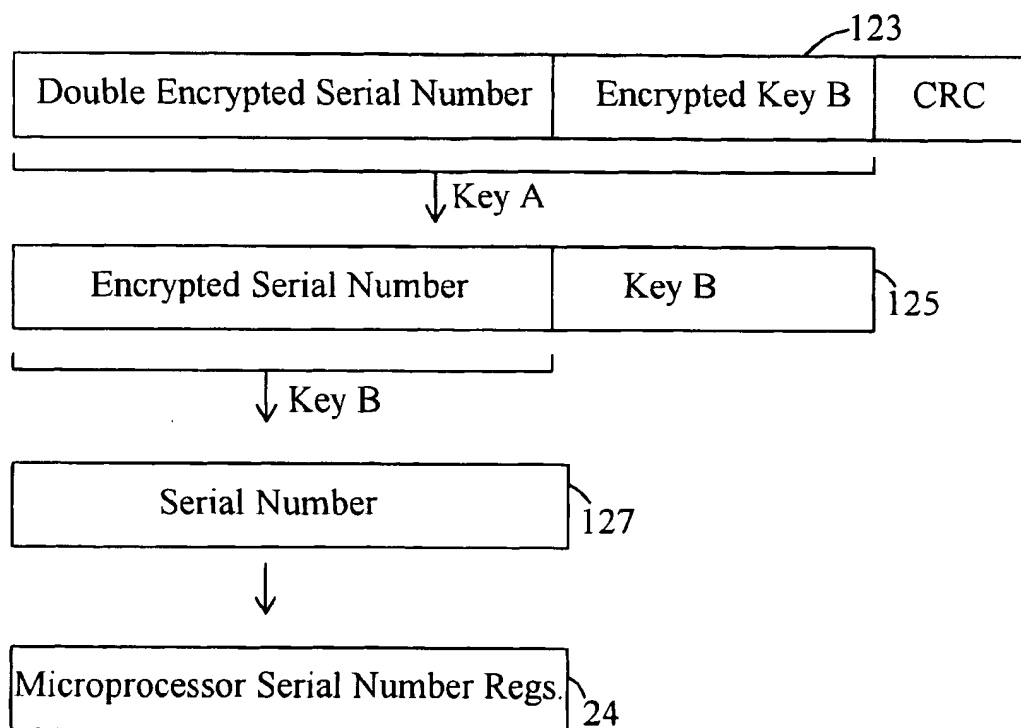 123
Double Encrypted Serial Number Encrypted Key B CRC
Key A
Encrypted Serial Number Key B
125
Key B
Serial Number
127
Microprocessor Serial Number Regs.
24